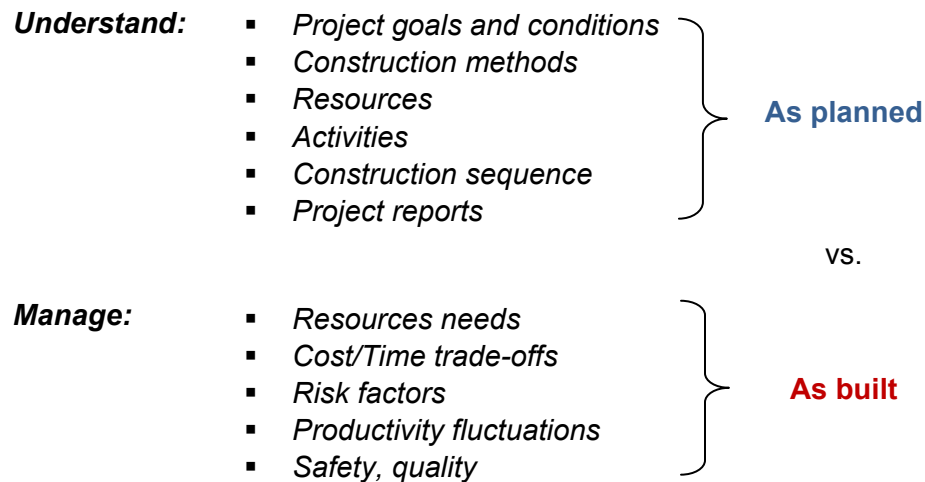 Understand: ▪ Project goals and conditions
▪ Construction methods
▪ Resources
▪ Activities
▪ Construction sequence
▪ Project reports
As planned
vs.
Manage: ▪ Resources needs
▪ Cost/Time trade-offs
▪ Risk factors
▪ Productivity fluctuations
▪ Safety, quality
As built